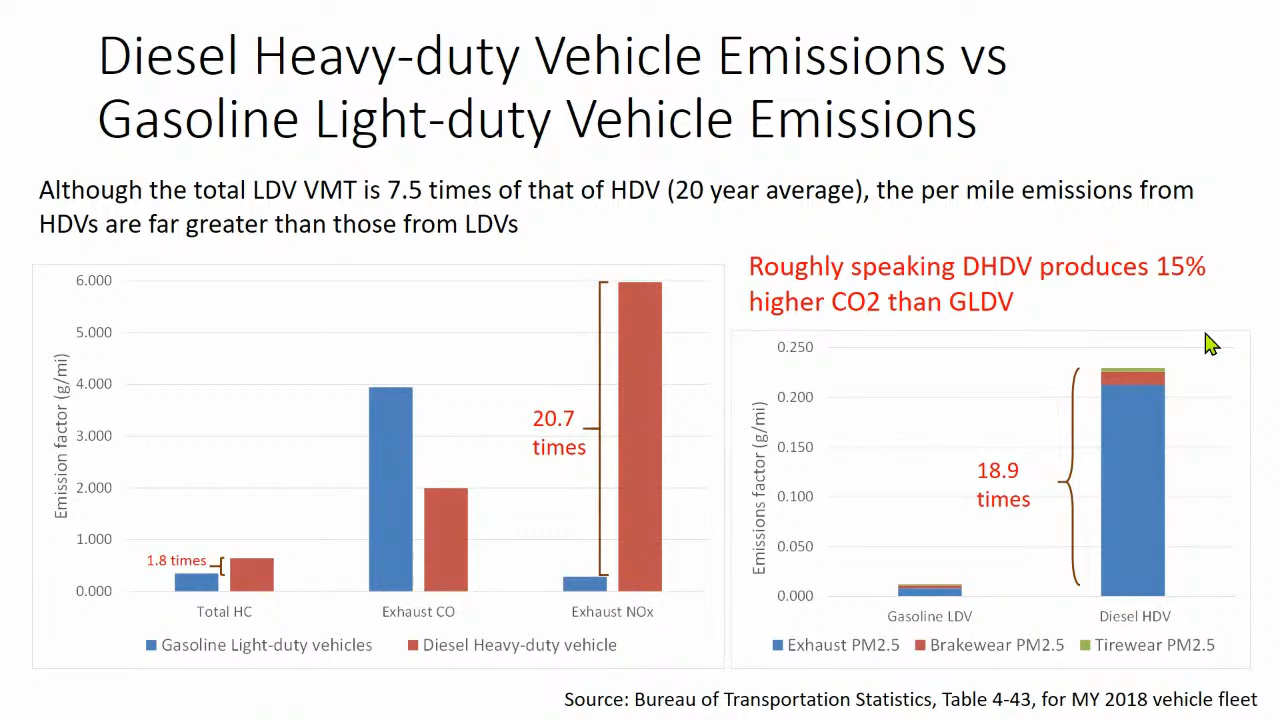 Diesel Heavy-duty Vehicle Emissions vs
Gasoline Light-duty Vehicle Emissions
Although the total LDV VMT is 7.5 times of that of HDV (20 year average), the per mile emissions from
HDVs are far greater than those from LDVs
6.000
5.000
4.000
3.000
2.000
1.000
0.000
Emission factor (g/mi)
1.8 times
20.7
times
Total HC
Exhaust CO
Exhaust NOx
Gasoline Light-duty vehicles
Diesel Heavy-duty vehicle
Roughly speaking DHDV produces 15%
higher CO2 than GLDV
0.250
0.200
0.150
0.100
0.050
0.000
Emissions factor (g/mi)
18.9
times
Gasoline LDV
Diesel HDV
Exhaust PM2.5
Brakewear PM2.5
Tirewear PM2.5
Source: Bureau of Transportation Statistics, Table 4-43, for MY 2018 vehicle fleet